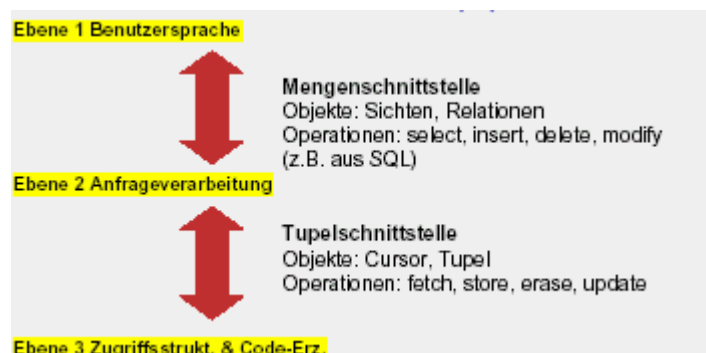 Ebene 1 Benutzersprache
Mengenschnittstelle
Objekte: Sichten, Relationen
Operationen: select, insert, delete, modify
(z.B. aus SQL)
Ebene 2 Anfrageverarbeitung
Tupelschnittstelle
Objekte: Cursor, Tupel
Operationen: fetch, store, erase, update
Ebene 3 Zugriffsstrukt. & Code-Erz.